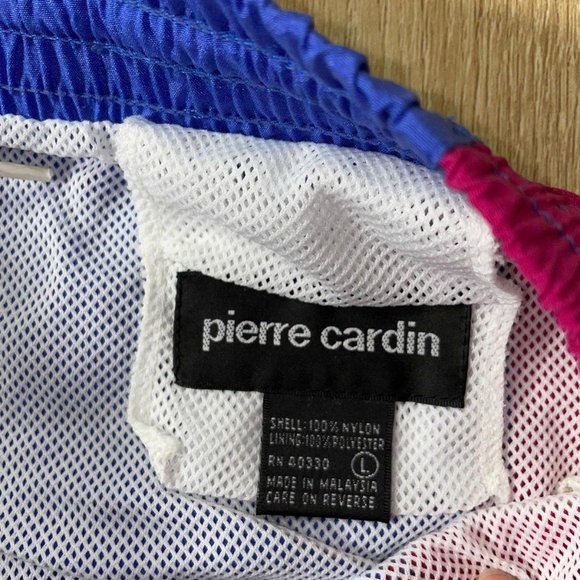 pierre cardin
SHELL: 100% NYLON
LINING: 100% POLYESTER
RN 40330 L
MADE IN MALAYSIA
CARE ON REVERSE